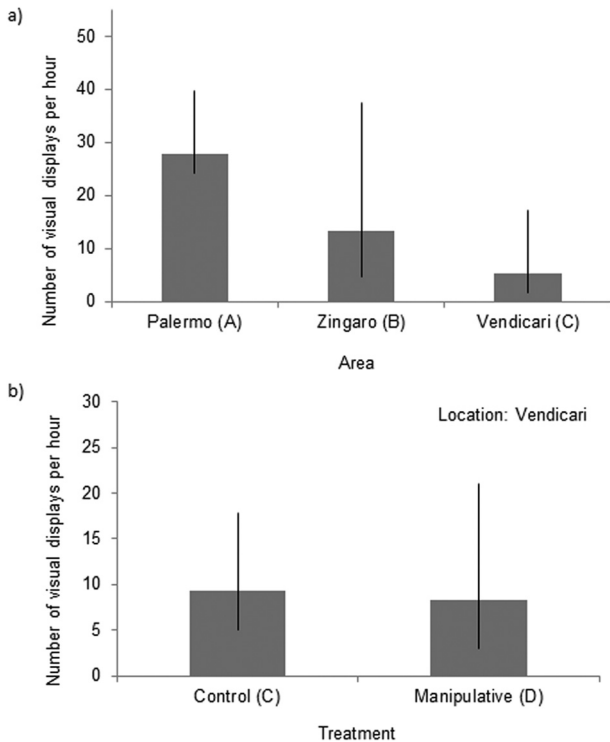 a)
Number of visual displays per hour
50
40
30
20
10
0
Palermo (A) Zingaro (B) Vendicari (C)
Area
b)
Number of visual displays per hour
30
25
20
15
10
5
0
Location: Vendicari
Control (C) Manipulative (D)
Treatment